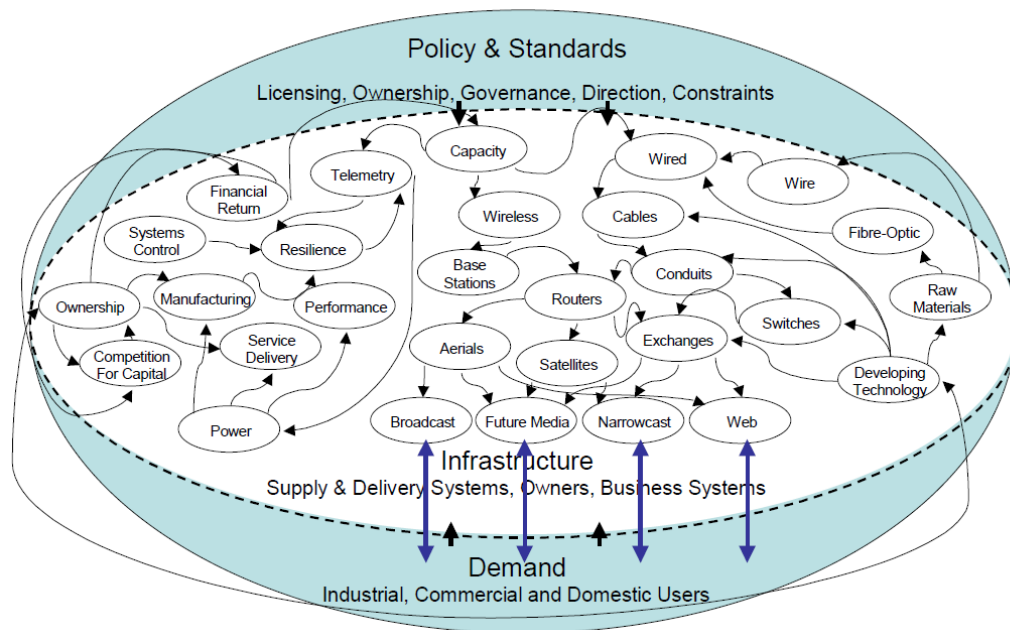 Policy & Standards
Licensing, Ownership, Governance, Direction, Constraints
Capacity
Wired
Telemetry
Wire
Financial
Return
Wireless
Cables
Systems
Control
Resilience
Fibre-Optic
Base
Stations
Conduits
Ownership
Manufacturing
Performance
Routers
Raw
Materials
Switches
Service
Delivery
Aerials
Exchanges
Competition
For Capital
Satellites
Developing
Technology
Power
Broadcast
Future Media
Narrowcast
Web
Infrastructure
Supply & Delivery Systems, Owners, Business Systems
Demand
Industrial, Commercial and Domestic Users